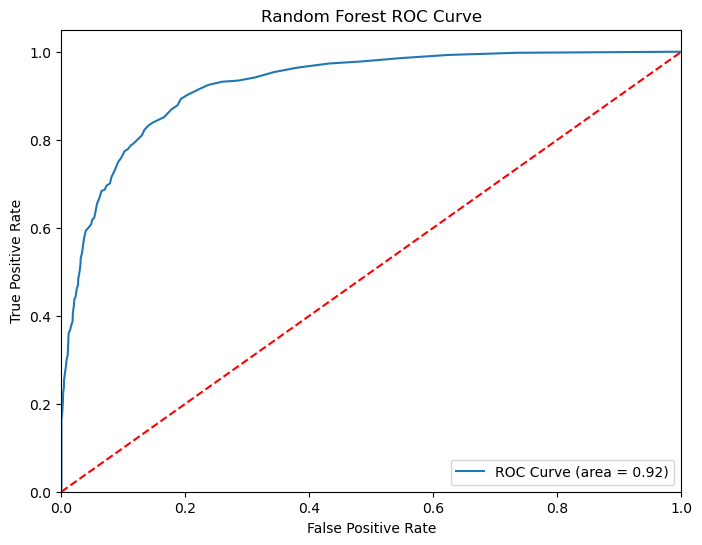 Random Forest ROC Curve
True Positive Rate
1.0
0.8
0.6
0.4
0.2
0.0
ROC Curve (area = 0.92)
0.0 0.2 0.4 0.6 0.8 1.0
False Positive Rate